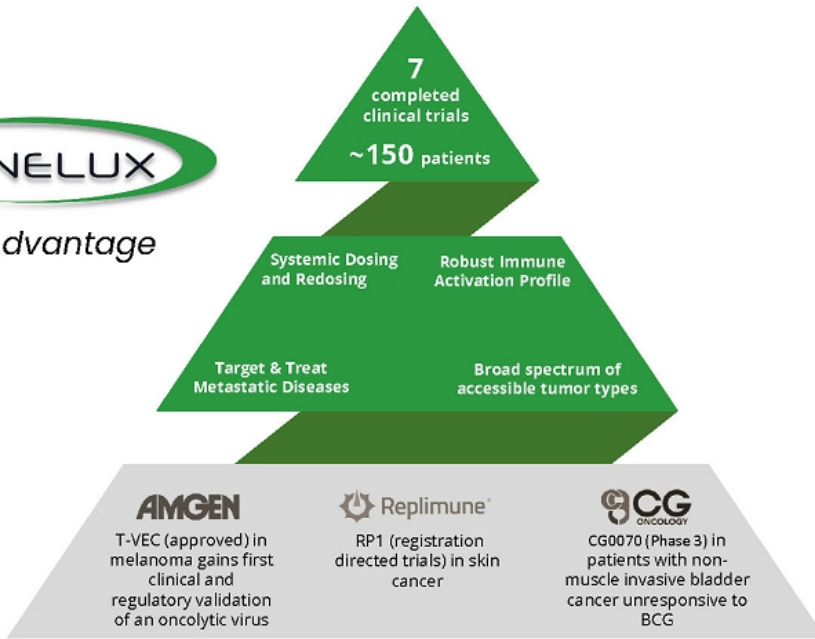 7
completed
clinical trials
~150 patients
NELUX
dvantage
Systemic Dosing
and Redosing
Robust Immune
Activation Profile
Target & Treat
Metastatic Diseases
Broad spectrum of
accessible tumor types
AMGEN
T-VEC (approved) in
melanoma gains first
clinical and
regulatory validation
of an oncolytic virus
Replimune®
RP1 (registration
directed trials) in skin
cancer
CG
ONCOLOGY
CG0070 (Phase 3) in
patients with non-
muscle invasive bladder
cancer unresponsive to
BCG